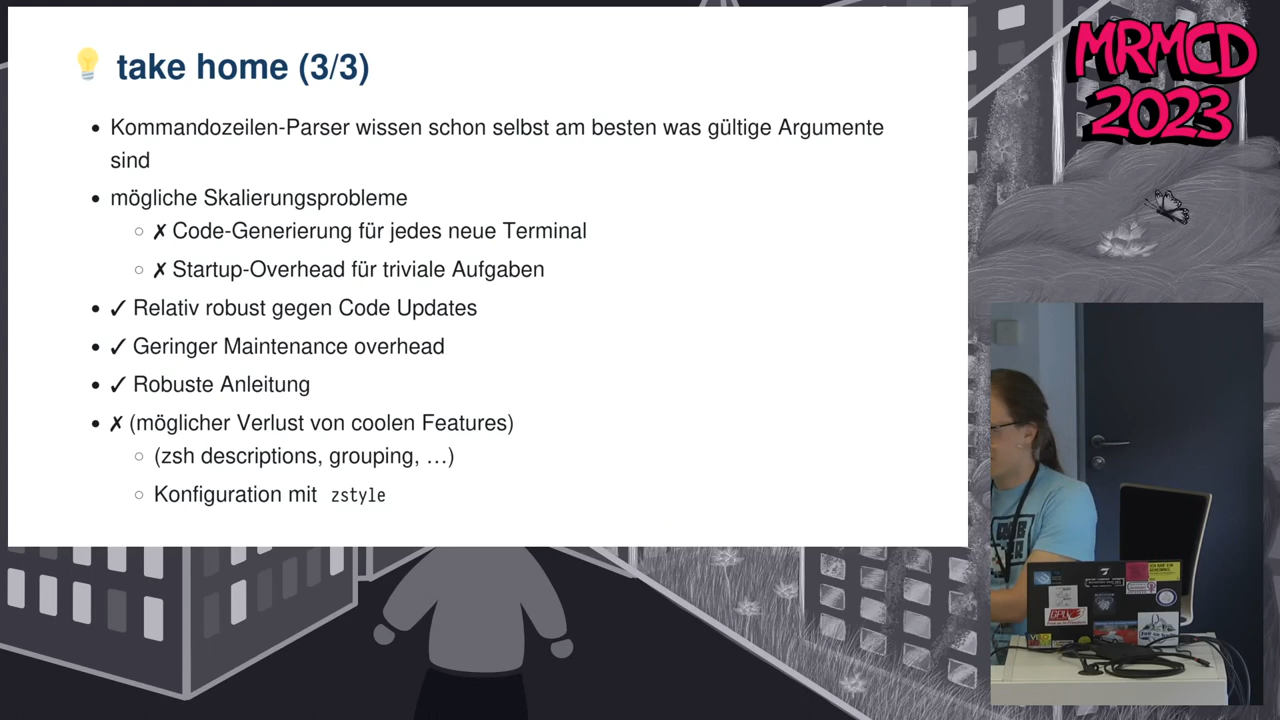 take home (3/3)
Kommandozeilen-Parser wissen schon selbst am besten was gültige Argumente
sind
mögliche Skalierungsprobleme
✗ Code-Generierung für jedes neue Terminal
✗ Startup-Overhead für triviale Aufgaben
✓ Relativ robust gegen Code Updates
✓ Geringer Maintenance overhead
✓ Robuste Anleitung
✗ (möglicher Verlust von coolen Features)
(zsh descriptions, grouping, …)
Konfiguration mit zstyle
MRMCD
2023
GPLv3